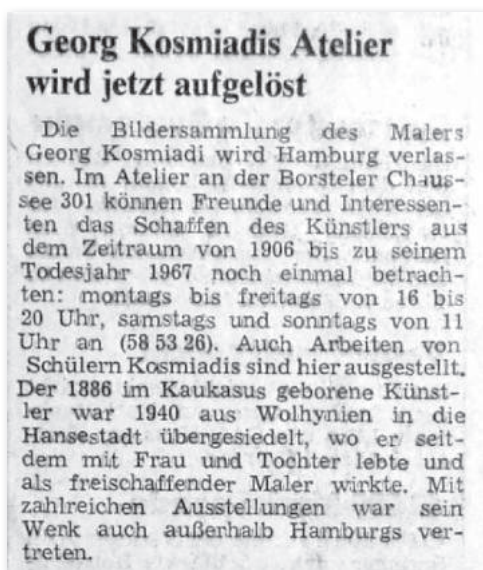 Georg Kosmiadis Atelier
wird jetzt aufgelöst
Die Bildersammlung des Malers
Georg Kosmiadi wird Hamburg verlas-
sen. Im Atelier an der Borsteler Chaus-
see 301 können Freunde und Interessen-
ten das Schaffen des Künstlers aus
dem Zeitraum von 1906 bis zu seinem
Todesjahr 1967 noch einmal betrach-
ten: montags bis freitags von 16 bis
20 Uhr, samstags und sonntags von 11
Uhr an (58 53 26). Auch Arbeiten von
Schülern Kosmiadis sind hier ausgestellt.
Der 1886 im Kaukasus geborene Künst-
ler war 1940 aus Wolhynien in die
Hansestadt übergesiedelt, wo er seit-
dem mit Frau und Tochter lebte und
als freischaffender Maler wirkte. Mit
zahlreichen Ausstellungen war sein
Wenk auch außerhalb Hamburgs ver-
treten.